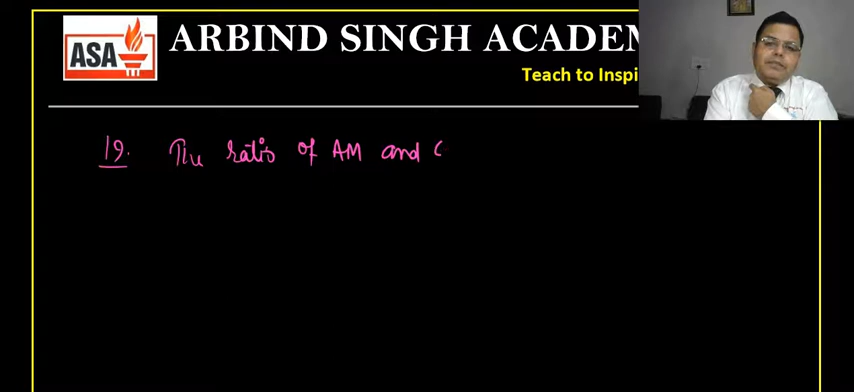 ASA
ARBIND SINGH ACADEM
Teach to Inspi
19. The ratio of AM and